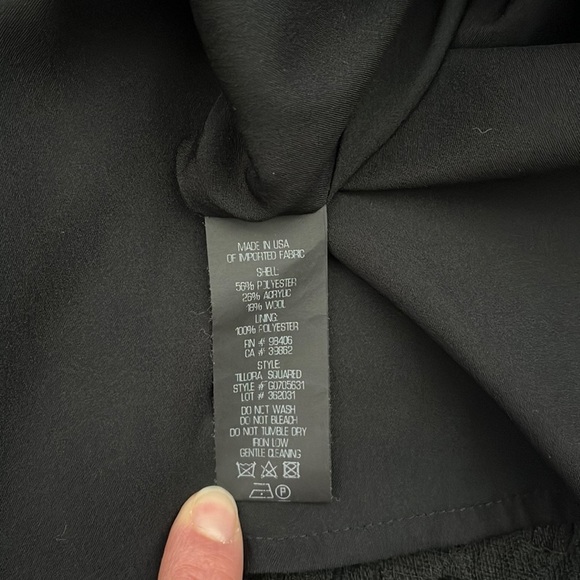 MADE IN USA
OF IMPORTED FABRIC
SHELL:
56% POLYESTER
26% ACRYLIC
18% WOOL
LINING:
100% POLYESTER
RN # 98406
CA # 39862
STYLE:
TILLORA SQUARED
STYLE # G0705631
LOT # 362031
DO NOT WASH
DO NOT BLEACH
DO NOT TUMBLE DRY
IRON LOW
GENTLE CLEANING
P